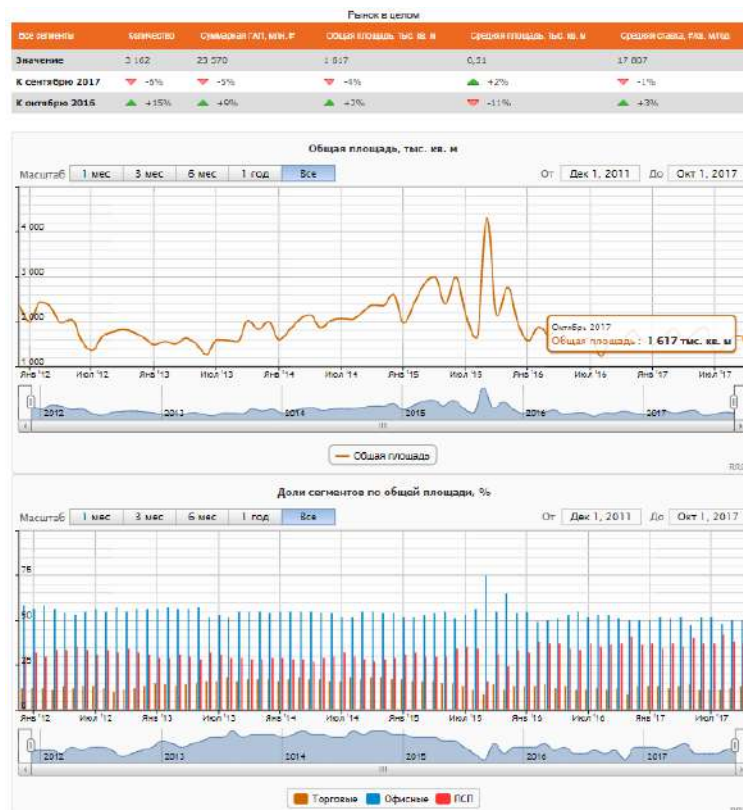 Рынок в целом
Все сегменты Количество Суммарная ГАП, млн. ₽ Общая площадь, тыс. кв. м Средняя площадь, тыс. кв. м Средняя ставка, ₽/кв. м/год
Значение 3 162 23 570 1 617 0,51 17 807
К сентябрю 2017 -6% -5% -4% +2% -1%
К октябрю 2016 +15% +9% +2% -11% +3%
Общая площадь, тыс. кв. м
Масштаб 1 мес 3 мес 6 мес 1 год Все От Дек 1, 2011 До Окт 1, 2017
4 000
3 000
2 000
Октябрь 2017
Общая площадь: 1 617 тыс. кв. м
1 000
Янв '12 Июл '12 Янв '13 Июл '13 Янв '14 Июл '14 Янв '15 Июл '15 Янв '16 Июл '16 Янв '17 Июл '17
2012 2013 2014 2015 2016 2017
Общая площадь
Доли сегментов по общей площади, %
Масштаб 1 мес 3 мес 6 мес 1 год Все От Дек 1, 2011 До Окт 1, 2017
75
50
25
0
Янв '12 Июл '12 Янв '13 Июл '13 Янв '14 Июл '14 Янв '15 Июл '15 Янв '16 Июл '16 Янв '17 Июл '17
2012 2013 2014 2015 2016 2017
Торговые Офисные ПСП